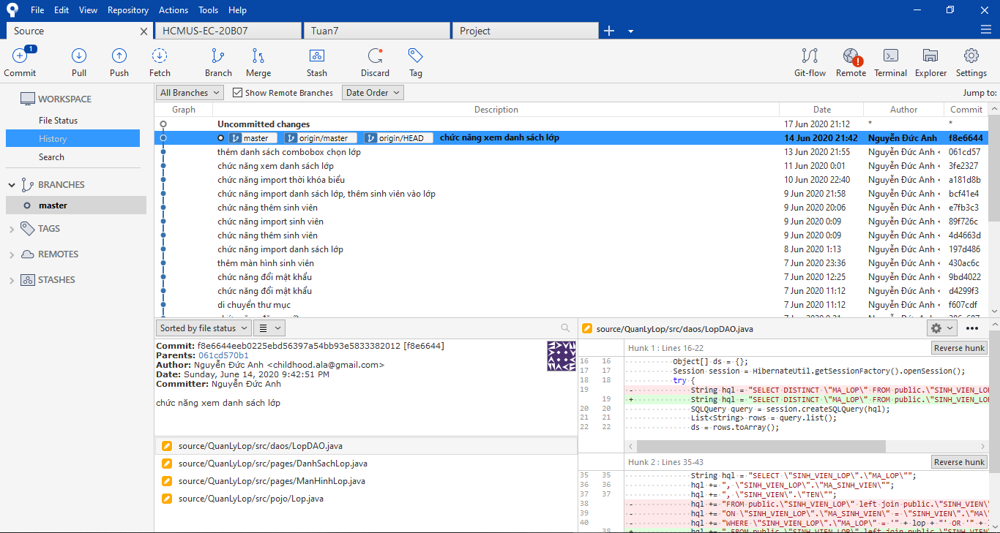 File Edit View Repository Actions Tools Help
Source HCMUS-EC-20B07 Tuan7 Project
1
Commit Pull Push Fetch Branch Merge Stash Discard Tag Git-flow Remote Terminal Explorer Settings
WORKSPACE
File Status
History
Search
BRANCHES
master
TAGS
REMOTES
STASHES
All Branches Show Remote Branches Date Order Jump to:
Graph Description Date Author Commit
Uncommitted changes 17 Jun 2020 21:12 * *
master origin/master origin/HEAD chức năng xem danh sách lớp 14 Jun 2020 21:42 Nguyễn Đức Anh f8e6644
thêm danh sách combobox chọn lớp 13 Jun 2020 21:55 Nguyễn Đức Anh < 061cd57
chức năng xem danh sách lớp 11 Jun 2020 0:01 Nguyễn Đức Anh < 3fe2327
chức năng import thời khóa biểu 10 Jun 2020 22:40 Nguyễn Đức Anh < a181d8b
chức năng import danh sách lớp, thêm sinh viên vào lớp 9 Jun 2020 21:58 Nguyễn Đức Anh < bcf41e4
chức năng thêm sinh viên 9 Jun 2020 20:06 Nguyễn Đức Anh < e7fb3c3
chức năng import sinh viên 9 Jun 2020 0:09 Nguyễn Đức Anh < 89f726c
chức năng thêm sinh viên 9 Jun 2020 0:09 Nguyễn Đức Anh < 4d4663d
chức năng import danh sách lớp 8 Jun 2020 1:13 Nguyễn Đức Anh < 197d486
thêm màn hình sinh viên 7 Jun 2020 23:36 Nguyễn Đức Anh < 430ac6c
chức năng đổi mật khẩu 7 Jun 2020 12:25 Nguyễn Đức Anh < 9bd4022
chức năng đổi mật khẩu 7 Jun 2020 11:12 Nguyễn Đức Anh < d4299f3
di chuyển thư mục 7 Jun 2020 11:12 Nguyễn Đức Anh < f607cdf
Sorted by file status
Commit: f8e6644eeb0225ebd56397a54bb93e5833382012 [f8e6644]
Parents: 061cd570b1
Author: Nguyễn Đức Anh <childhood.ala@gmail.com>
Date: Sunday, June 14, 2020 9:42:51 PM
Committer: Nguyễn Đức Anh
chức năng xem danh sách lớp
source/QuanLyLop/src/daos/LopDAO.java
source/QuanLyLop/src/pages/DanhSachLop.java
source/QuanLyLop/src/pages/ManHinhLop.java
source/QuanLyLop/src/pojo/Lop.java
source/QuanLyLop/src/daos/LopDAO.java
Hunk 1 : Lines 16-22 Reverse hunk
16 16 Object[] ds = {};
17 17 Session session = HibernateUtil.getSessionFactory().openSession();
18 18 try {
19 - String hql = "SELECT DISTINCT \"MA_LOP\" FROM public.\"SINH_VIEN_LO
19 + String hql = "SELECT DISTINCT \"MA_LOP\" FROM public.\"SINH_VIEN_LO
20 20 SQLQuery query = session.createSQLQuery(hql);
21 21 List<String> rows = query.list();
22 22 ds = rows.toArray();
Hunk 2 : Lines 35-43 Reverse hunk
35 35 String hql = "SELECT \"SINH_VIEN_LOP\".\"MA_LOP\"";
36 36 hql += ", \"SINH_VIEN_LOP\".\"MA_SINH_VIEN\"";
37 37 hql += ", \"SINH_VIEN\".\"TEN\"";
38 - hql += "FROM public.\"SINH_VIEN_LOP\" left join public.\"SINH_VIEN\
39 - hql += "ON \"SINH_VIEN_LOP\".\"MA_SINH_VIEN\" = \"SINH_VIEN\".\"MA\
40 - hql += "WHERE \"SINH_VIEN_LOP\".\"MA_LOP\" = '" + lop + "' OR '" +
38 + hql += " FROM public.\"SINH_VIEN_LOP\" left join public.\"SINH_VIEN